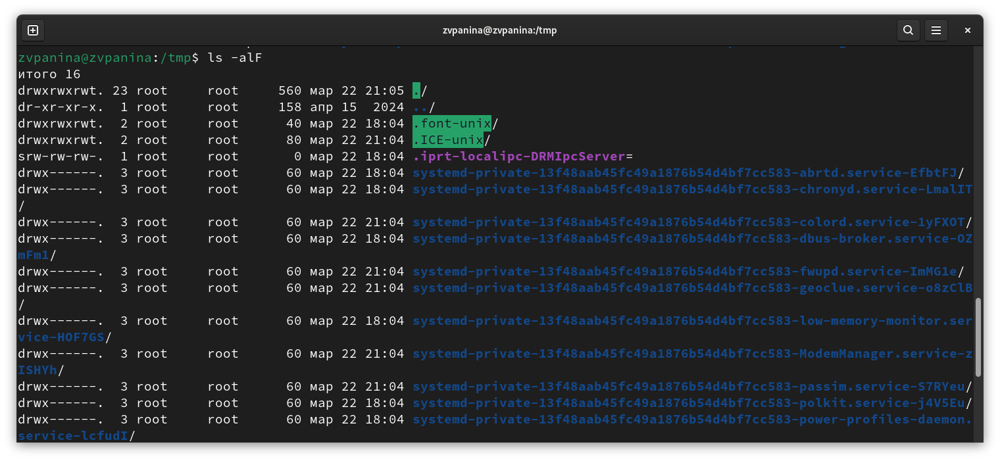 zvpanina@zvpanina:/tmp
zvpanina@zvpanina:/tmp$ ls -alF
итого 16
drwxrwxrwt. 23 root     root     560 мар 22 21:05 ./
dr-xr-xr-x.  1 root     root     158 апр 15  2024 ../
drwxrwxrwt.  2 root     root      40 мар 22 18:04 .font-unix/
drwxrwxrwt.  2 root     root      80 мар 22 21:04 .ICE-unix/
srw-rw-rw-.  1 root     root       0 мар 22 18:04 .iprt-localipc-DRMIpcServer=
drwx------.  3 root     root      60 мар 22 18:04 systemd-private-13f48aab45fc49a1876b54d4bf7cc583-abrtd.service-EfbtFJ/
drwx------.  3 root     root      60 мар 22 18:04 systemd-private-13f48aab45fc49a1876b54d4bf7cc583-chronyd.service-LmalIT
/
drwx------.  3 root     root      60 мар 22 21:04 systemd-private-13f48aab45fc49a1876b54d4bf7cc583-colord.service-1yFXOT/
drwx------.  3 root     root      60 мар 22 18:04 systemd-private-13f48aab45fc49a1876b54d4bf7cc583-dbus-broker.service-OZ
mFm1/
drwx------.  3 root     root      60 мар 22 21:04 systemd-private-13f48aab45fc49a1876b54d4bf7cc583-fwupd.service-ImMG1e/
drwx------.  3 root     root      60 мар 22 21:04 systemd-private-13f48aab45fc49a1876b54d4bf7cc583-geoclue.service-o8zClB
/
drwx------.  3 root     root      60 мар 22 18:04 systemd-private-13f48aab45fc49a1876b54d4bf7cc583-low-memory-monitor.ser
vice-HOF7GS/
drwx------.  3 root     root      60 мар 22 18:04 systemd-private-13f48aab45fc49a1876b54d4bf7cc583-ModemManager.service-z
ISHYh/
drwx------.  3 root     root      60 мар 22 21:04 systemd-private-13f48aab45fc49a1876b54d4bf7cc583-passim.service-S7RYeu/
drwx------.  3 root     root      60 мар 22 18:04 systemd-private-13f48aab45fc49a1876b54d4bf7cc583-polkit.service-j4V5Eu/
drwx------.  3 root     root      60 мар 22 18:04 systemd-private-13f48aab45fc49a1876b54d4bf7cc583-power-profiles-daemon.
service-lcfudI/